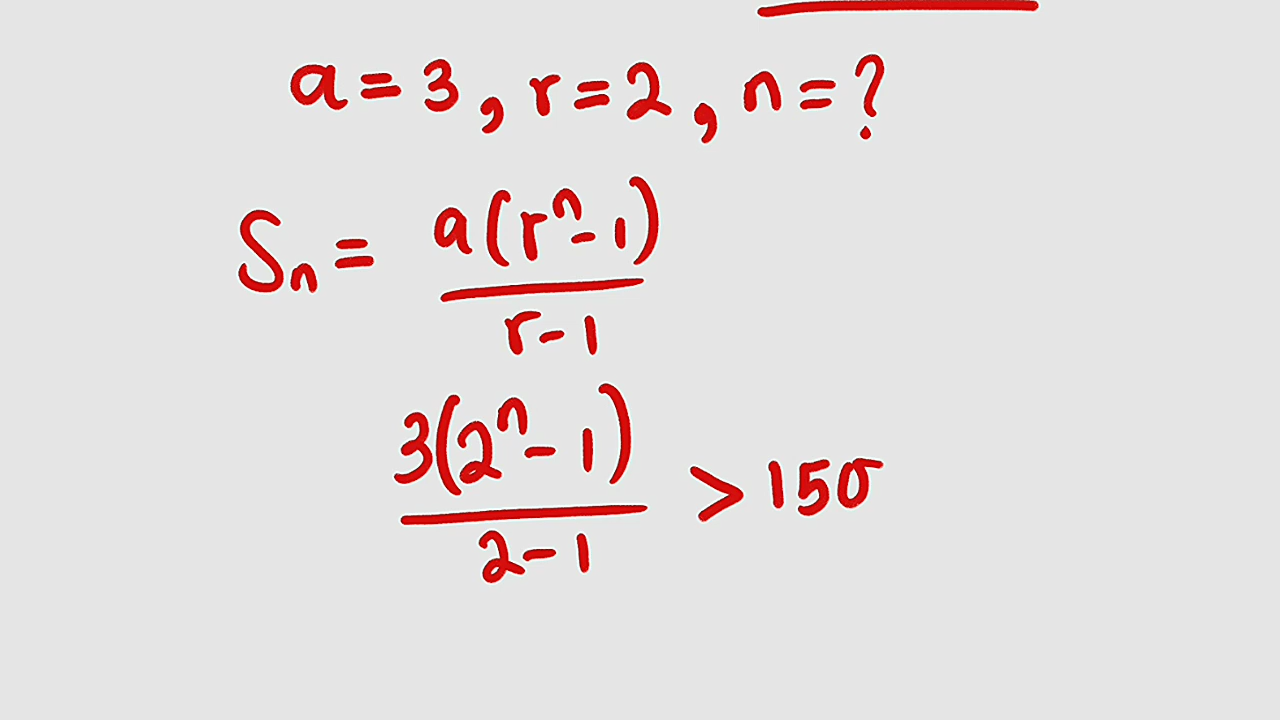 a = 3, r = 2, n = ?
Sn = a(r^n - 1)
r - 1
3(2^n - 1) > 150
2 - 1